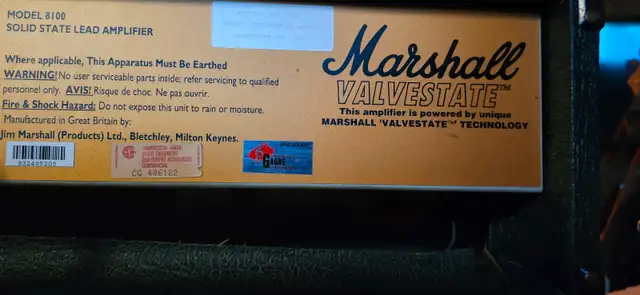 MODEL 8100
SOLID STATE LEAD AMPLIFIER
Where applicable, This Apparatus Must Be Earthed
WARNING! No user serviceable parts inside; refer servicing to qualified
personnel only. AVIS! Risque de choc. Ne pas ouvrir.
Fire & Shock Hazard: Do not expose this unit to rain or moisture.
Manufactured in Great Britain by:
Jim Marshall (Products) Ltd., Bletchley, Milton Keynes.
932499205
CG 486122
Marshall
VALVESTATE™
This amplifier is powered by unique
MARSHALL 'VALVESTATE'™ TECHNOLOGY